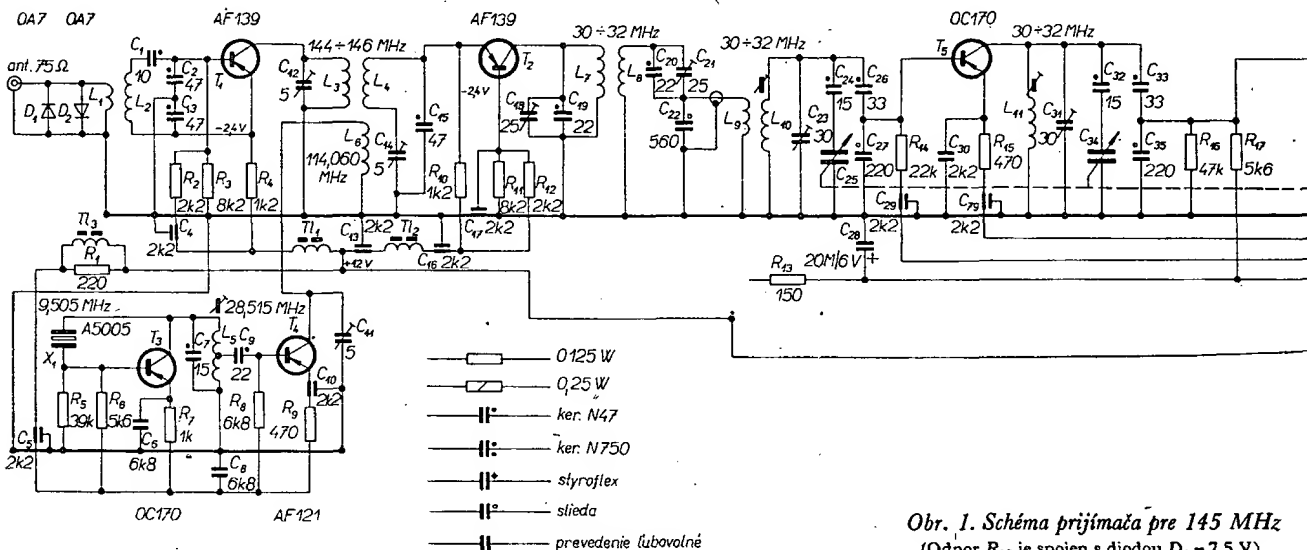 OA7 OA7
AF139
AF139
OC170
ant. 75 Ω
D₁ D₂
L₁
L₂
C₁
10
C₂
47
C₃
47
T₁
-2,4V
R₂
2k2
R₃
8k2
R₄
1k2
C₄
2k2
C₁₂
5
144÷146 MHz
L₃
L₄
L₆
114,060
MHz
C₁₄
5
C₁₅
47
Tl₁
C₁₃
2k2
+12V
Tl₂
C₁₆
2k2
C₁₇
R₁₀
1k2
-2,4V
T₂
R₁₁
8k2
R₁₂
2k2
C₁₈
25
C₁₉
22
30÷32 MHz
L₇
L₈
C₂₀
22
C₂₁
25
C₂₂
560
L₉
L₁₀
30÷32 MHz
C₂₃
30
C₂₄
15
C₂₅
C₂₆
33
C₂₇
220
C₂₈
20M/6V +
R₁₃
150
R₁₄
22k
C₂₉
2k2
T₅
C₃₀
2k2
R₁₅
470
C₇₉
2k2
30÷32 MHz
L₁₁
C₃₁
30
C₃₂
15
C₃₃
33
C₃₄
C₃₅
220
R₁₆
47k
R₁₇
5k6
Tl₃
R₁
220
9,505 MHz
A5005
X₁
R₅
39k
R₆
5k6
C₅
2k2
T₃
C₆
6k8
R₇
1k
C₇
15
28,515 MHz
L₅
C₉
22
C₈
6k8
R₈
6k8
T₄
R₉
470
C₁₀
2k2
C₁₁
5
OC170
AF121
0,125 W
0,25 W
ker. N47
ker. N750
styroflex
slieda
prevedenie ľubovolné
Obr. 1. Schéma prijímača pre 145 MHz
je spojen s diodou